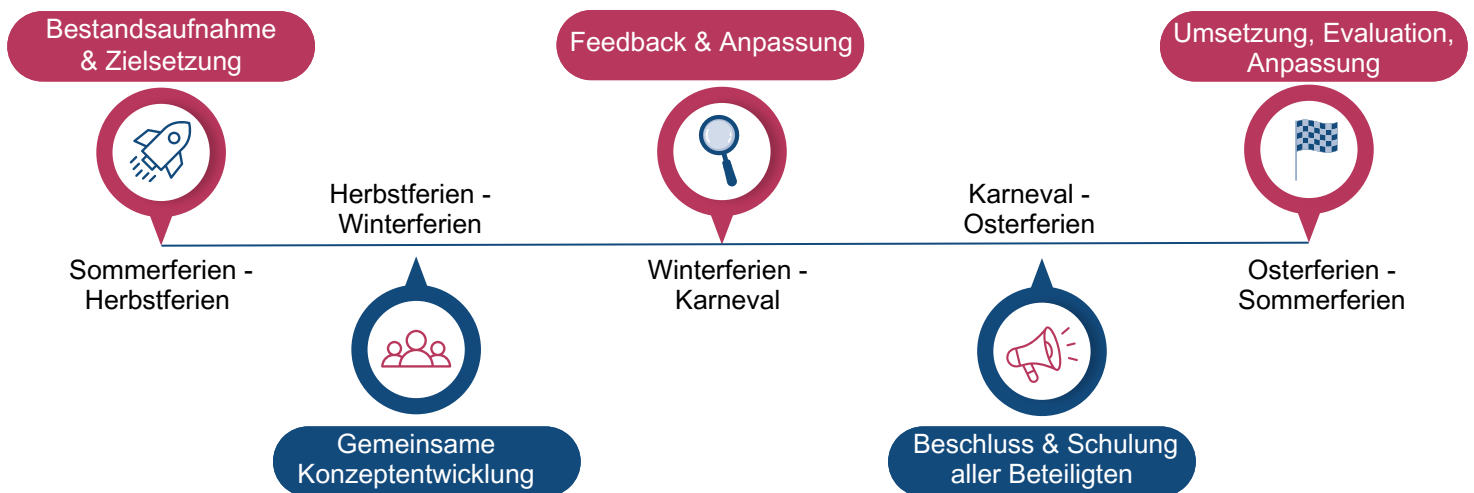 Bestandsaufnahme
& Zielsetzung
Sommerferien -
Herbstferien
Herbstferien -
Winterferien
Gemeinsame
Konzeptentwicklung
Feedback & Anpassung
Winterferien -
Karneval
Karneval -
Osterferien
Beschluss & Schulung
aller Beteiligten
Umsetzung, Evaluation,
Anpassung
Osterferien -
Sommerferien